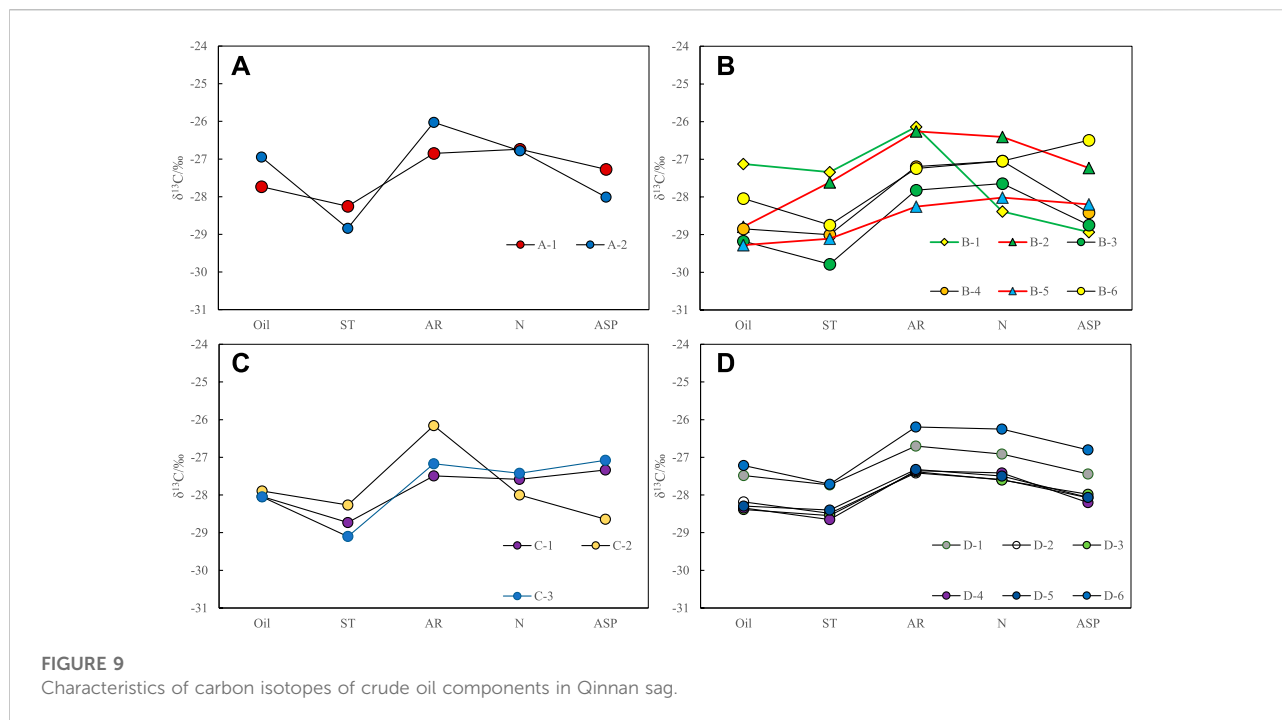 A
-24
-25
-26
-27
-28
-29
-30
-31
δ¹³C/‰
Oil ST AR N ASP
A-1 A-2
B
-24
-25
-26
-27
-28
-29
-30
-31
δ¹³C/‰
Oil ST AR N ASP
B-1 B-2 B-3
B-4 B-5 B-6
C
-24
-25
-26
-27
-28
-29
-30
-31
δ¹³C/‰
Oil ST AR N ASP
C-1 C-2
C-3
D
-24
-25
-26
-27
-28
-29
-30
-31
δ¹³C/‰
Oil ST AR N ASP
D-1 D-2 D-3
D-4 D-5 D-6
FIGURE 9
Characteristics of carbon isotopes of crude oil components in Qinnan sag.